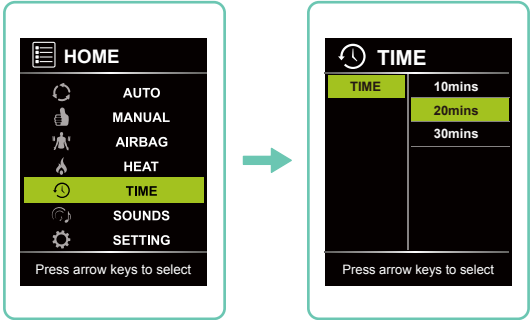 HOME
AUTO
MANUAL
AIRBAG
HEAT
TIME
SOUNDS
SETTING
Press arrow keys to select
TIME
TIME
10mins
20mins
30mins
Press arrow keys to select